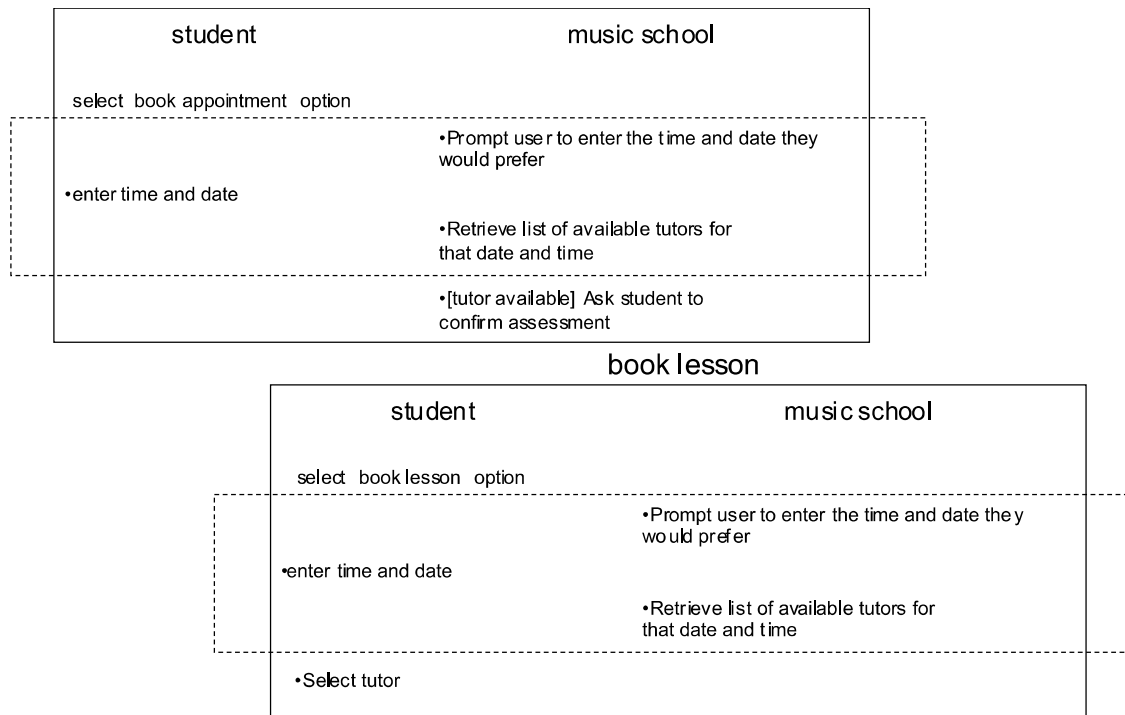 student music school
select book appointment option
•Prompt user to enter the time and date they
would prefer
•enter time and date
•Retrieve list of available tutors for
that date and time
•[tutor available] Ask student to
confirm assessment
book lesson
student music school
select book lesson option
•Prompt user to enter the time and date they
would prefer
•enter time and date
•Retrieve list of available tutors for
that date and time
•Select tutor